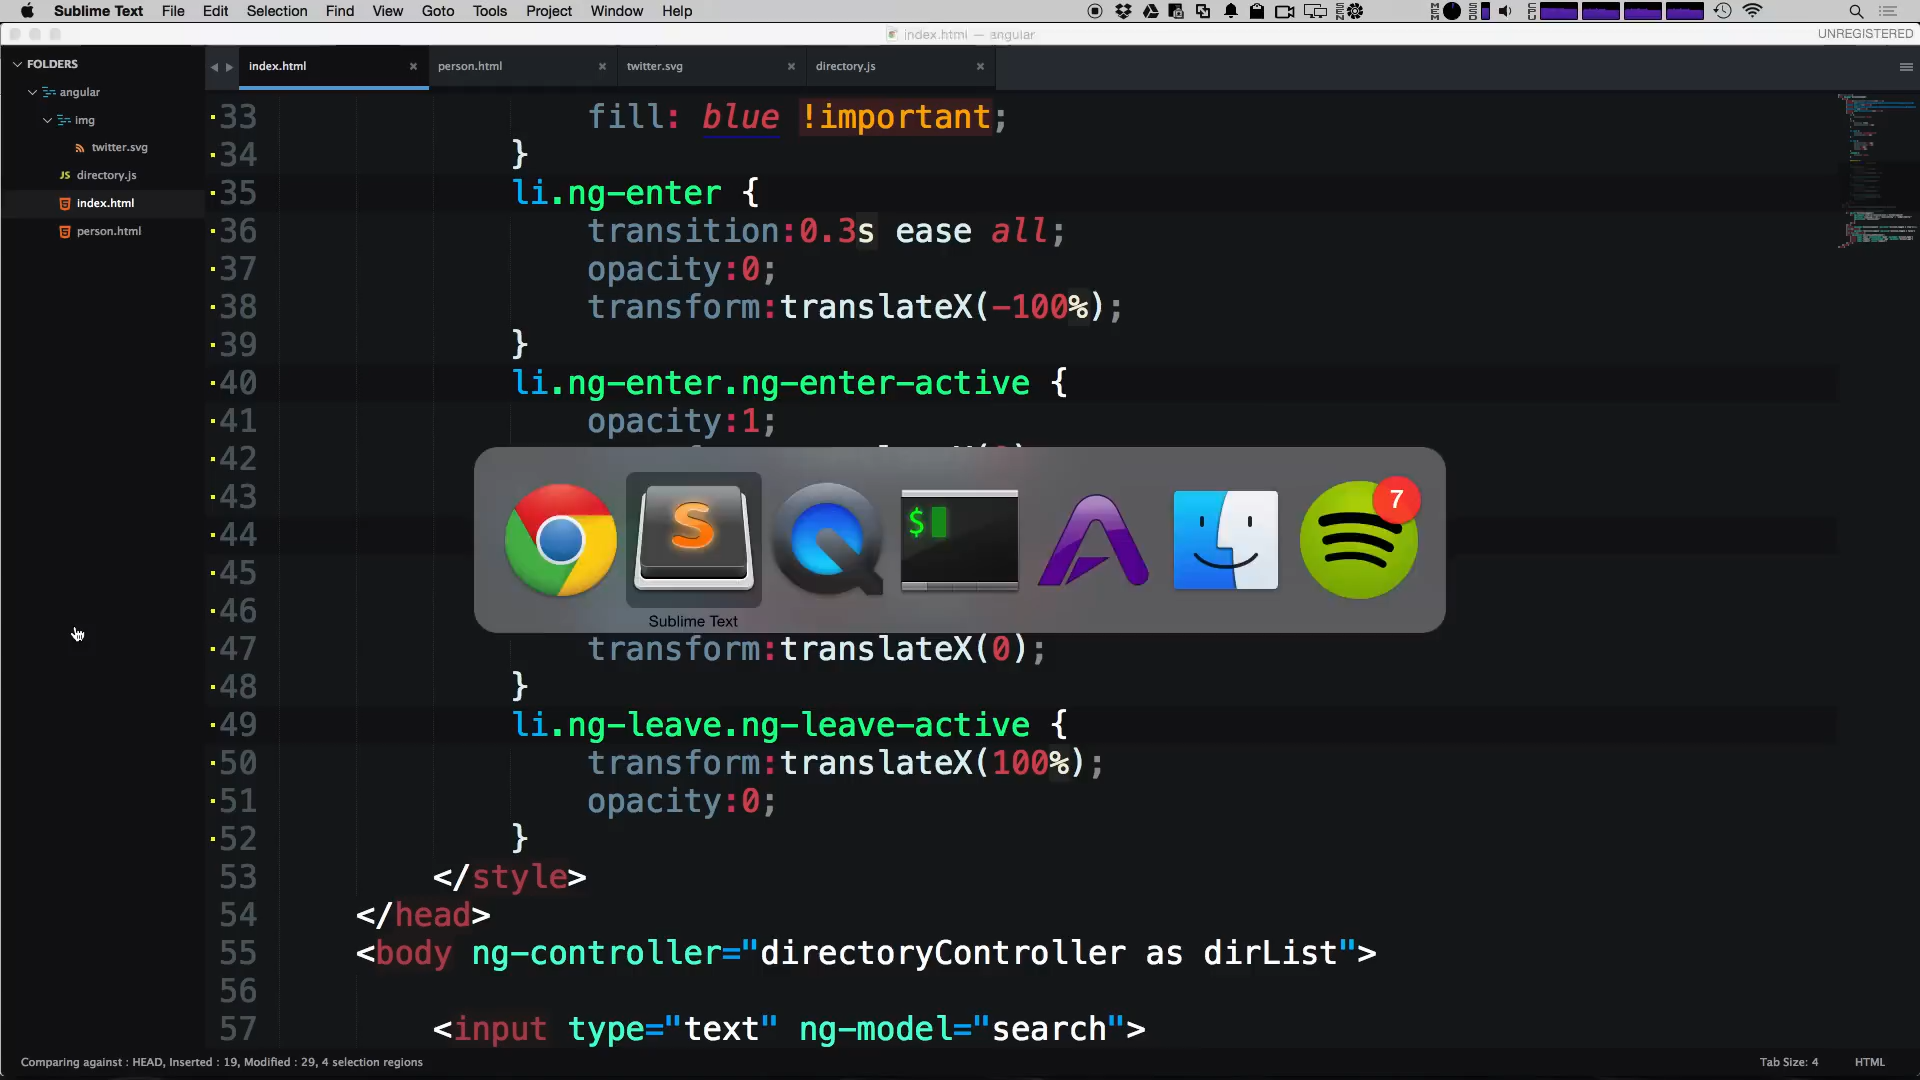 Sublime Text File Edit Selection Find View Goto Tools Project Window Help
index.html — angular
UNREGISTERED
FOLDERS
angular
img
twitter.svg
directory.js
index.html
person.html
index.html person.html twitter.svg directory.js
33 fill: blue !important;
34 }
35 li.ng-enter {
36 transition:0.3s ease all;
37 opacity:0;
38 transform:translateX(-100%);
39 }
40 li.ng-enter.ng-enter-active {
41 opacity:1;
42
43
44
45
46
$
7
Sublime Text
47 transform:translateX(0);
48 }
49 li.ng-leave.ng-leave-active {
50 transform:translateX(100%);
51 opacity:0;
52 }
53 </style>
54 </head>
55 <body ng-controller="directoryController as dirList">
56
57 <input type="text" ng-model="search">
Comparing against : HEAD, Inserted : 19, Modified : 29, 4 selection regions
Tab Size: 4 HTML